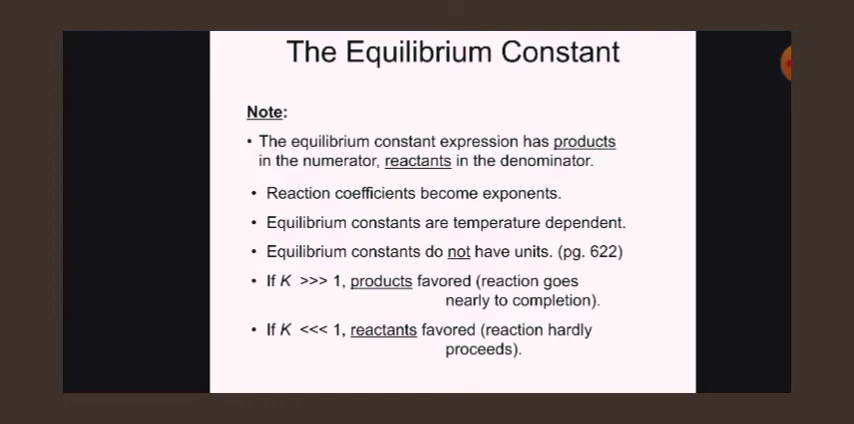 The Equilibrium Constant
Note:
• The equilibrium constant expression has products
in the numerator, reactants in the denominator.
• Reaction coefficients become exponents.
• Equilibrium constants are temperature dependent.
• Equilibrium constants do not have units. (pg. 622)
• If K >>> 1, products favored (reaction goes
nearly to completion).
• If K <<< 1, reactants favored (reaction hardly
proceeds).